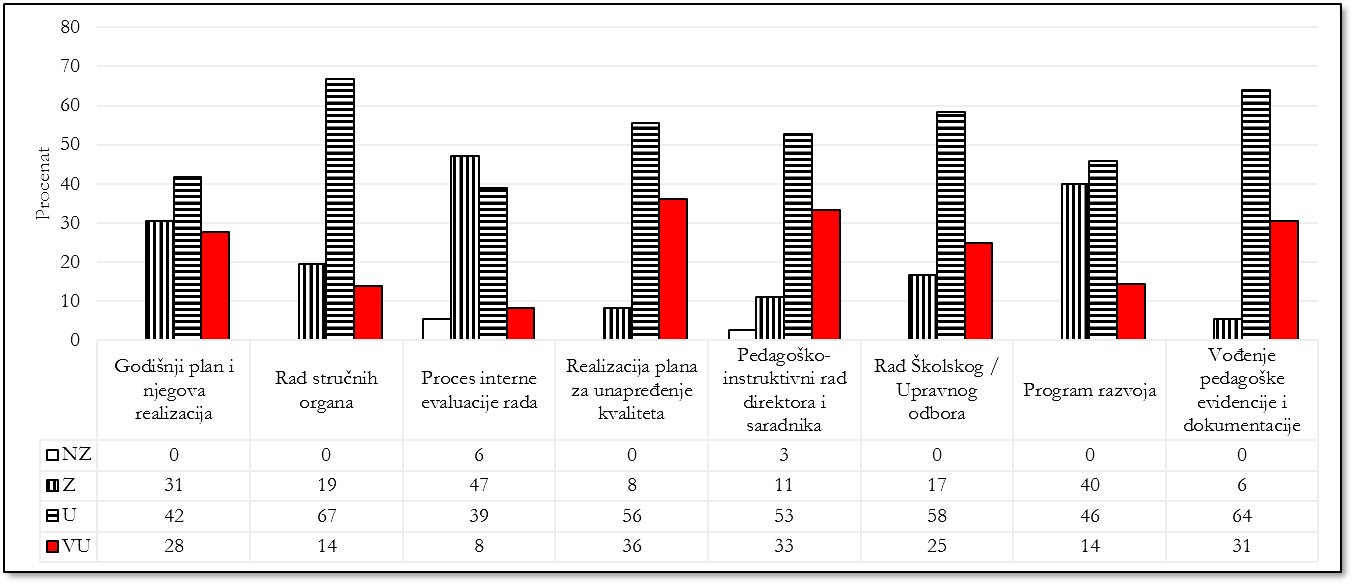 80
70
60
50
40
30
20
10
0
Procenat
Godišnji plan i
njegova
realizacija
Rad stručnih
organa
Proces interne
evaluacije rada
Realizacija plana
za unapređenje
kvaliteta
Pedagoško-
instruktivni rad
direktora i
saradnika
Rad Školskog /
Upravnog
odbora
Program razvoja
Vođenje
pedagoške
evidencije i
dokumentacije
NZ 0 0 6 0 3 0 0 0
Z 31 19 47 8 11 17 40 6
U 42 67 39 56 53 58 46 64
VU 28 14 8 36 33 25 14 31